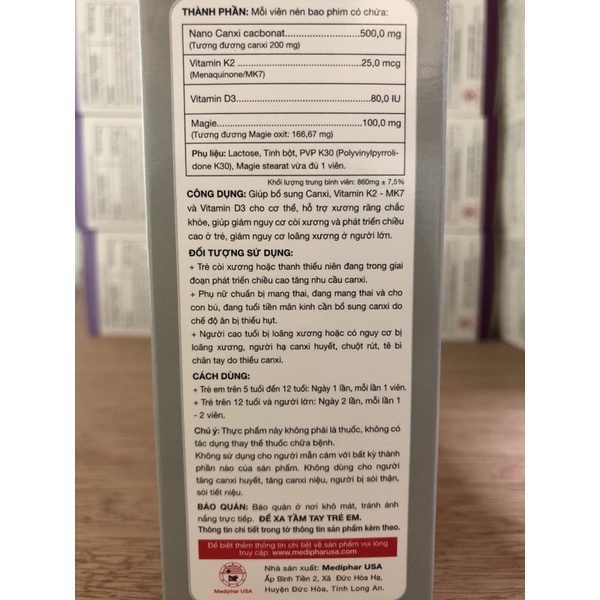 THÀNH PHẦN: Mỗi viên nén bao phim có chứa:
Nano Canxi cacbonat....................500,0 mg
(Tương đương canxi 200 mg)
Vitamin K2 ..............................25,0 mcg
(Menaquinone/MK7)
Vitamin D3.................................80,0 IU
Magie.......................................100,0 mg
(Tương đương Magie oxit: 166,67 mg)
Phụ liệu: Lactose, Tinh bột, PVP K30 (Polyvinylpyrroli-
done K30), Magie stearat vừa đủ 1 viên.
Khối lượng trung bình viên: 860mg ± 7,5%
CÔNG DỤNG: Giúp bổ sung Canxi, Vitamin K2 - MK7
và Vitamin D3 cho cơ thể, hỗ trợ xương răng chắc
khỏe, giúp giảm nguy cơ còi xương và phát triển chiều
cao ở trẻ, giảm nguy cơ loãng xương ở người lớn.
ĐỐI TƯỢNG SỬ DỤNG:
+ Trẻ còi xương hoặc thanh thiếu niên đang trong giai
đoạn phát triển chiều cao tăng nhu cầu canxi.
+ Phụ nữ chuẩn bị mang thai, đang mang thai và cho
con bú, đang tuổi tiền mãn kinh cần bổ sung canxi do
chế độ ăn bị thiếu hụt.
+ Người cao tuổi bị loãng xương hoặc có nguy cơ bị
loãng xương, người hạ canxi huyết, chuột rút, tê bì
chân tay do thiếu canxi.
CÁCH DÙNG:
+ Trẻ em trên 5 tuổi đến 12 tuổi: Ngày 1 lần, mỗi lần 1 viên.
+ Trẻ trên 12 tuổi và người lớn: Ngày 2 lần, mỗi lần 1
- 2 viên.
Chú ý: Thực phẩm này không phải là thuốc, không có
tác dụng thay thế thuốc chữa bệnh.
Không sử dụng cho người mẫn cảm với bất kỳ thành
phần nào của sản phẩm. Không dùng cho người
tăng canxi huyết, tăng canxi niệu, người bị sỏi thận,
sỏi tiết niệu.
BẢO QUẢN: Bảo quản ở nơi khô mát, tránh ánh
nắng trực tiếp. ĐỂ XA TẦM TAY TRẺ EM.
Thông tin chi tiết trong tờ thông tin sản phẩm kèm theo.
Để biết thêm thông tin chi tiết về sản phẩm vui lòng
truy cập: www.medipharusa.com
Nhà sản xuất: Mediphar USA
Ấp Bình Tiền 2, Xã Đức Hòa Hạ,
Huyện Đức Hòa, Tỉnh Long An.
Medíphar USA